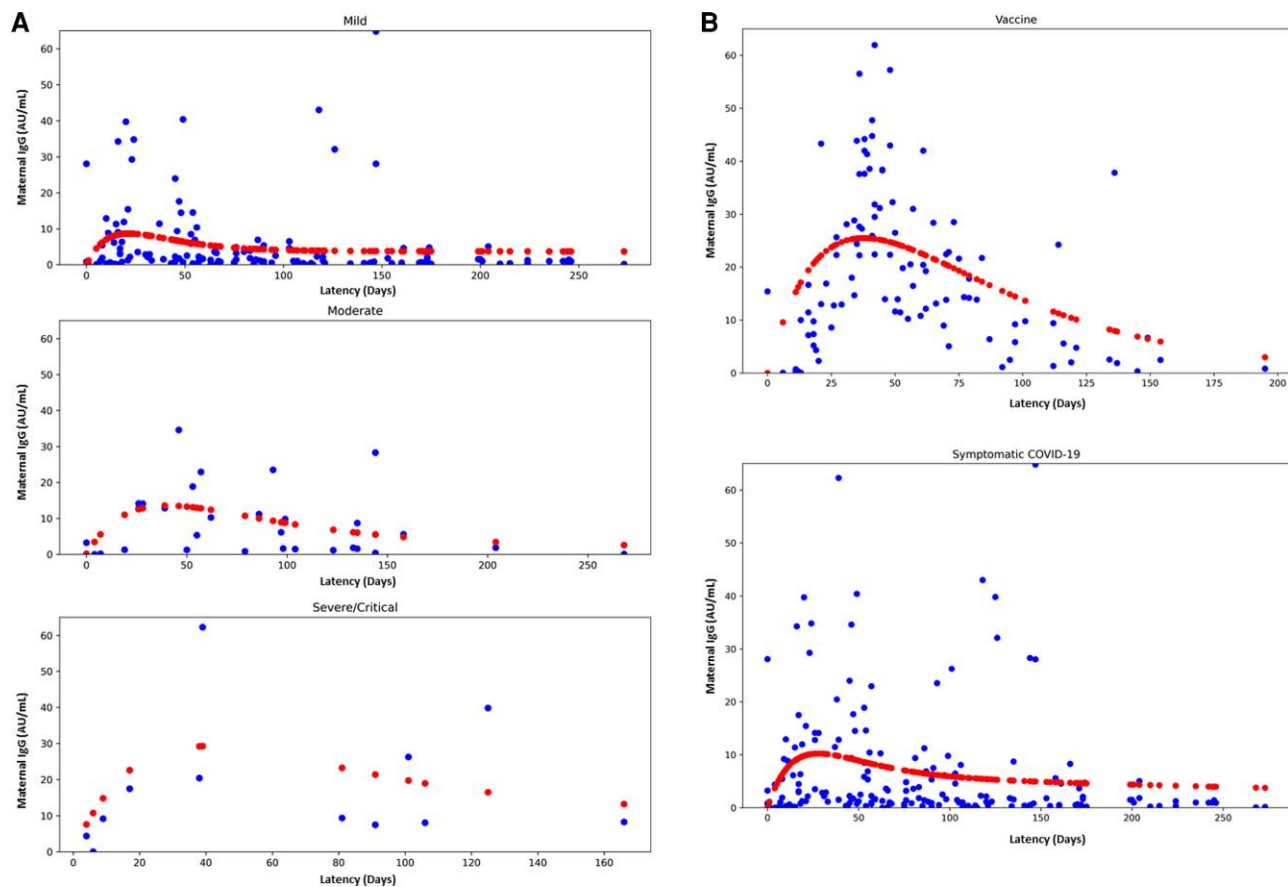 A
Mild
Maternal IgG (AU/mL)
60
50
40
30
20
10
0
0 50 100 150 200 250
Latency (Days)
Moderate
Maternal IgG (AU/mL)
60
50
40
30
20
10
0
0 50 100 150 200 250
Latency (Days)
Severe/Critical
Maternal IgG (AU/mL)
60
50
40
30
20
10
0
0 20 40 60 80 100 120 140 160
Latency (Days)
B
Vaccine
Maternal IgG (AU/mL)
60
50
40
30
20
10
0
0 25 50 75 100 125 150 175 200
Latency (Days)
Symptomatic COVID-19
Maternal IgG (AU/mL)
60
50
40
30
20
10
0
0 50 100 150 200 250
Latency (Days)